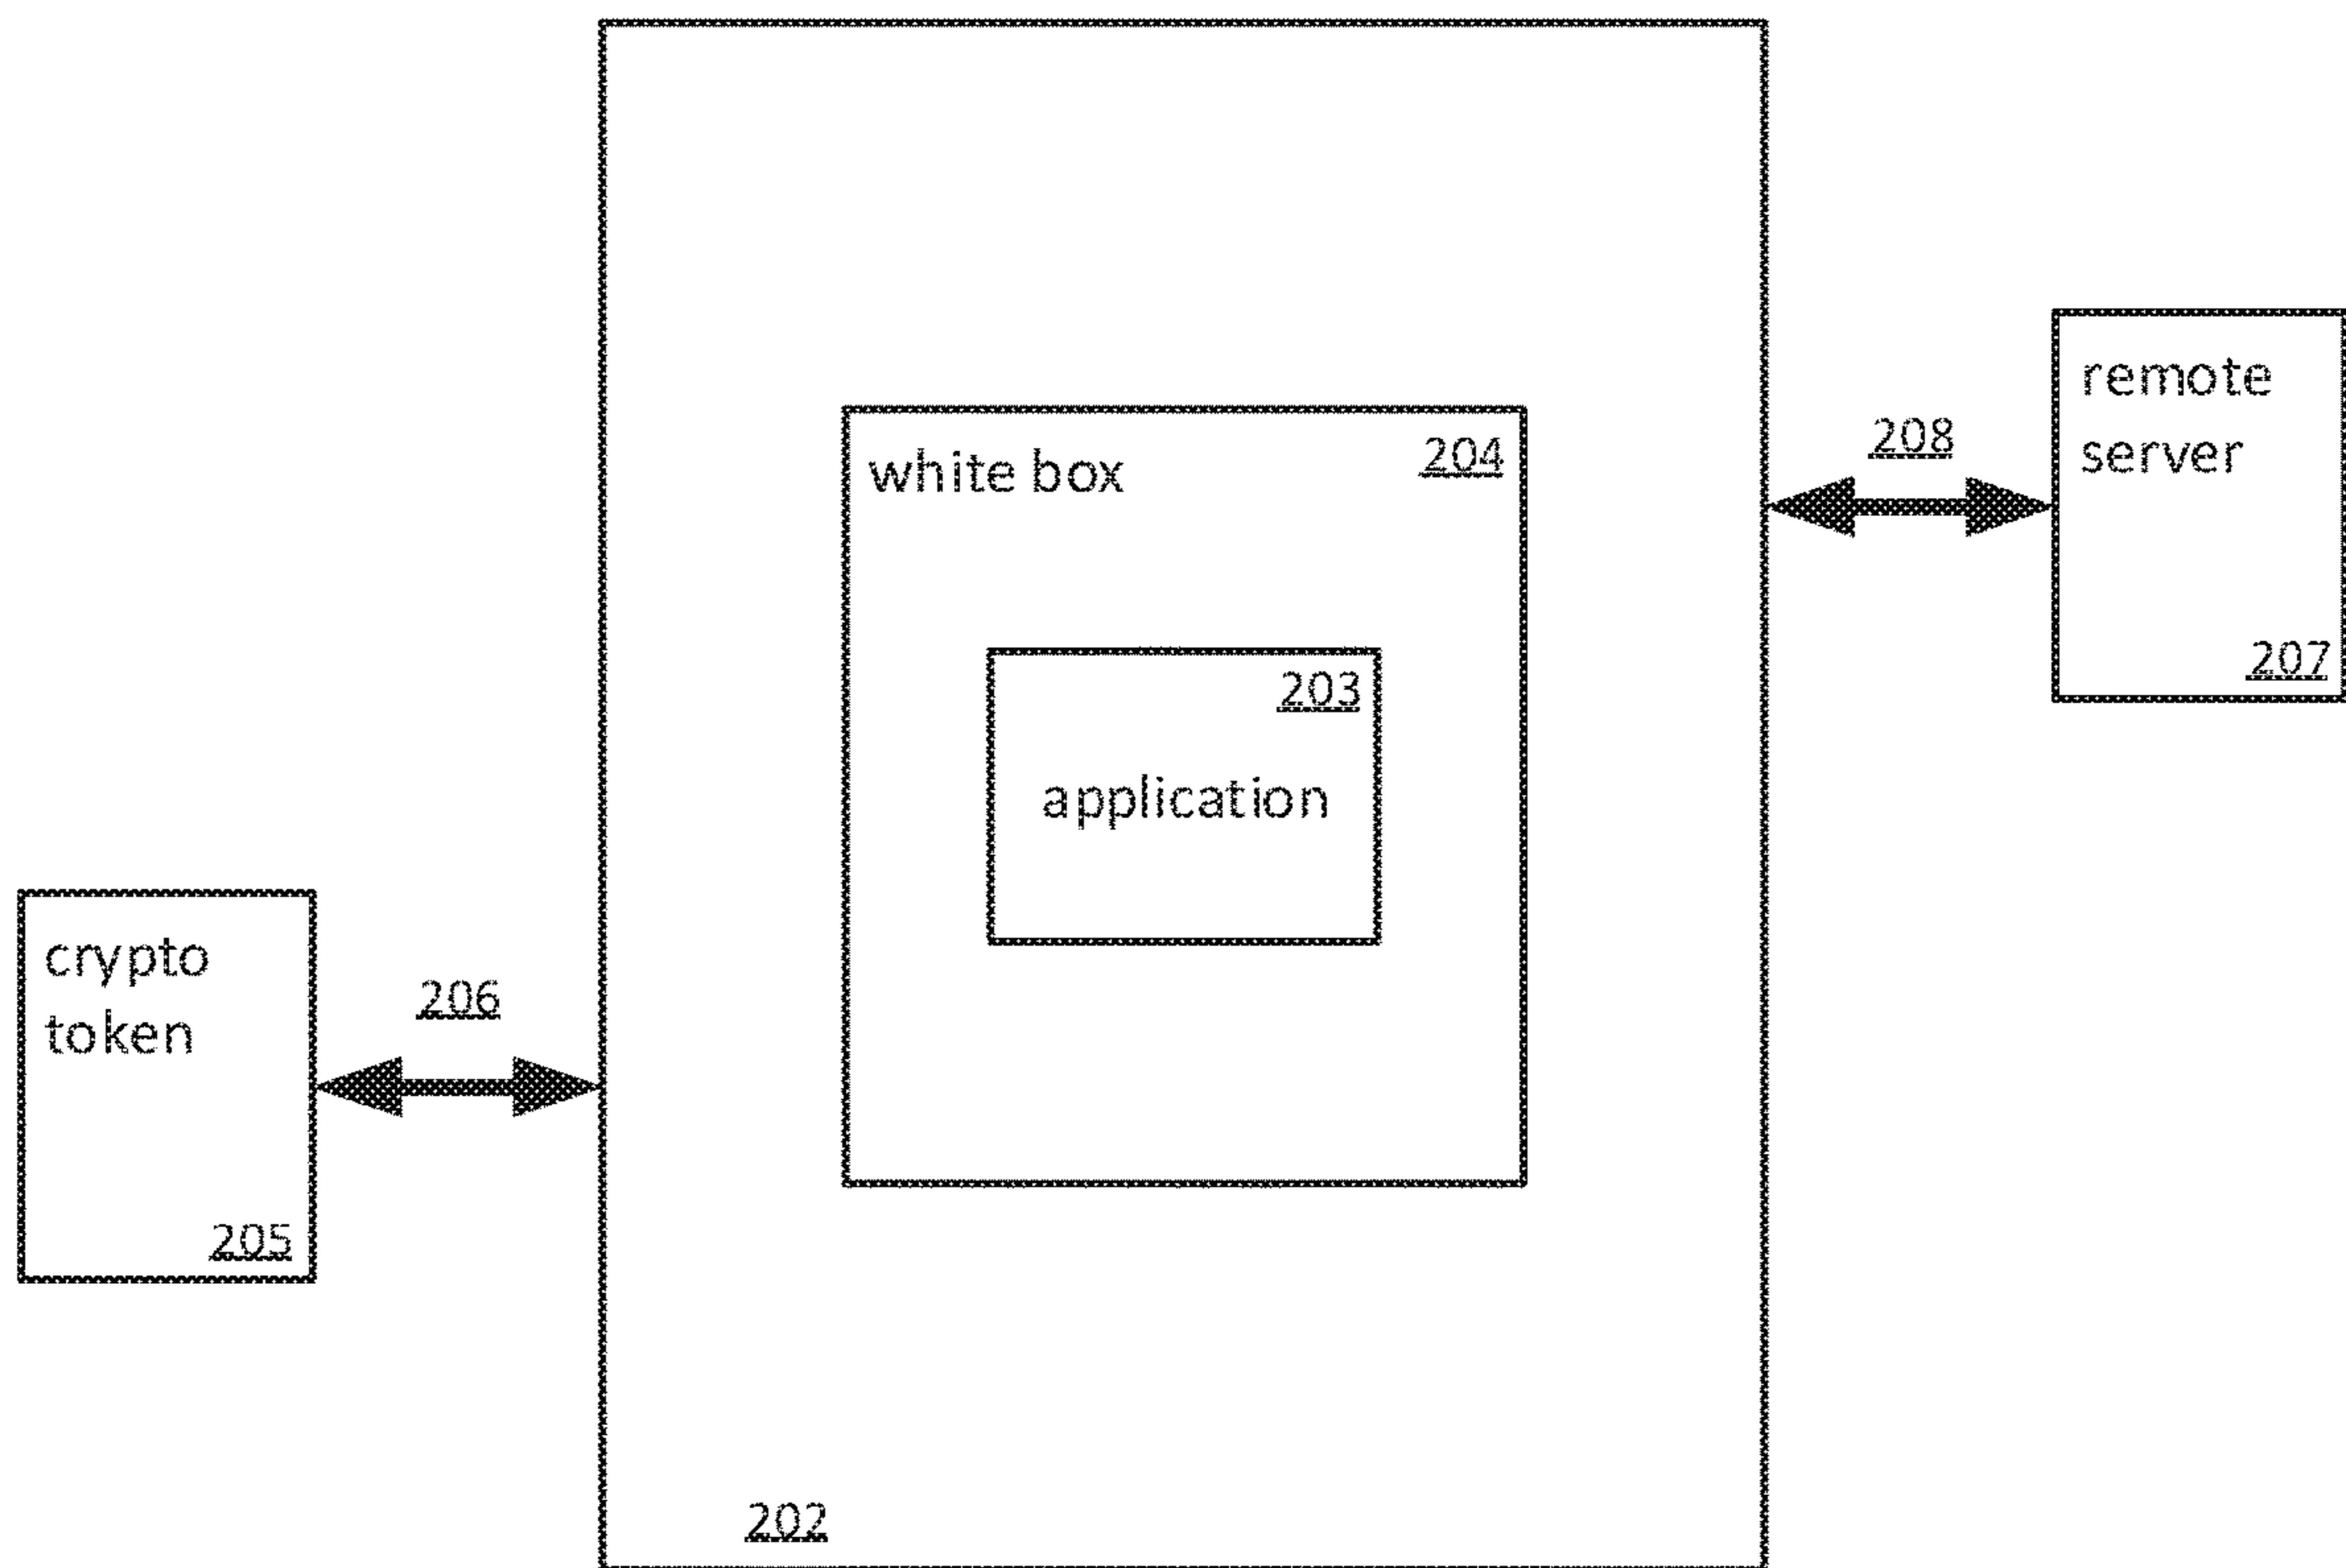 remote
server
208
204
white box
207
203
application
crypto
token
206
205
202